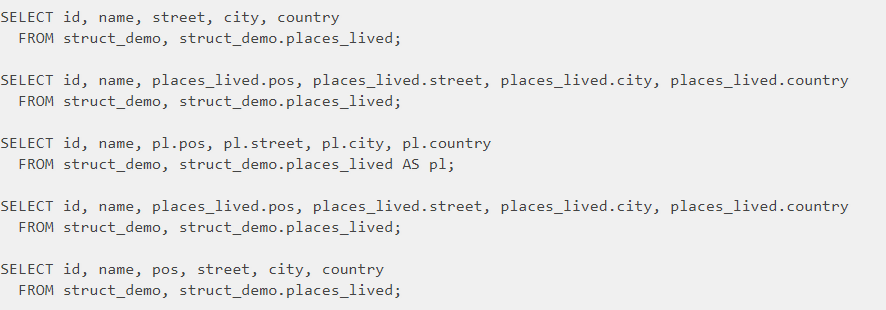 SELECT id, name, street, city, country
FROM struct_demo, struct_demo.places_lived;
SELECT id, name, places_lived.pos, places_lived.street, places_lived.city, places_lived.country
FROM struct_demo, struct_demo.places_lived;
SELECT id, name, pl.pos, pl.street, pl.city, pl.country
FROM struct_demo, struct_demo.places_lived AS pl;
SELECT id, name, places_lived.pos, places_lived.street, places_lived.city, places_lived.country
FROM struct_demo, struct_demo.places_lived;
SELECT id, name, pos, street, city, country
FROM struct_demo, struct_demo.places_lived;